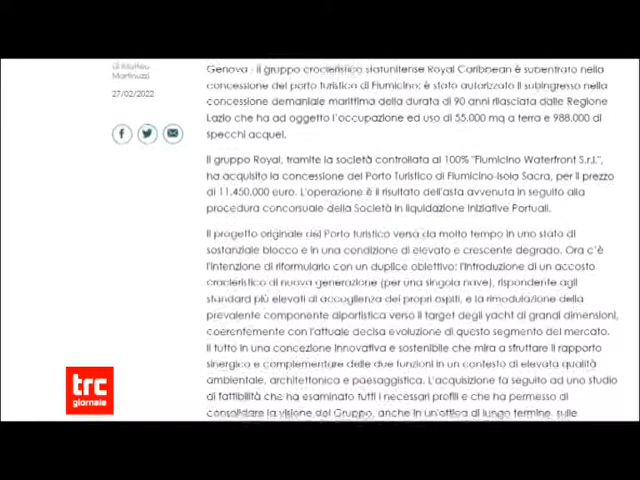 di Matteo
Martinuzzi
27/02/2022
Genova - Il gruppo crocieristico statunitense Royal Caribbean è subentrato nella
concessione del porto turistico di Fiumicino: è stato autorizzato il subingresso nella
concessione demaniale marittima della durata di 90 anni rilasciata dalle Regione
Lazio che ha ad oggetto l'occupazione ed uso di 55.000 mq a terra e 988.000 di
specchi acquei.
Il gruppo Royal, tramite la società controllata al 100% "Fiumicino Waterfront S.r.l.",
ha acquisito la concessione del Porto Turistico di Fiumicino-Isola Sacra, per il prezzo
di 11.450.000 euro. L'operazione è il risultato dell'asta avvenuta in seguito alla
procedura concorsuale della Società in liquidazione Iniziative Portuali.
Il progetto originale del Porto turistico versa da molto tempo in uno stato di
sostanziale blocco e in una condizione di elevato e crescente degrado. Ora c'è
l'intenzione di riformularlo con un duplice obiettivo: l'introduzione di un accosto
crocieristico di nuova generazione (per una singola nave), rispondente agli
standard più elevati di accoglienza dei propri ospiti, e la rimodulazione della
prevalente componente diportistica verso il target degli yacht di grandi dimensioni,
coerentemente con l'attuale decisa evoluzione di questo segmento del mercato.
Il tutto in una concezione innovativa e sostenibile che mira a sfruttare il rapporto
sinergico e complementare delle due funzioni in un contesto di elevata qualità
ambientale, architettonica e paesaggistica. L'acquisizione fa seguito ad uno studio
di fattibilità che ha esaminato tutti i necessari profili e che ha permesso di
consolidare la visione del Gruppo, anche in un'ottica di lungo termine, sulle
trc
giornale